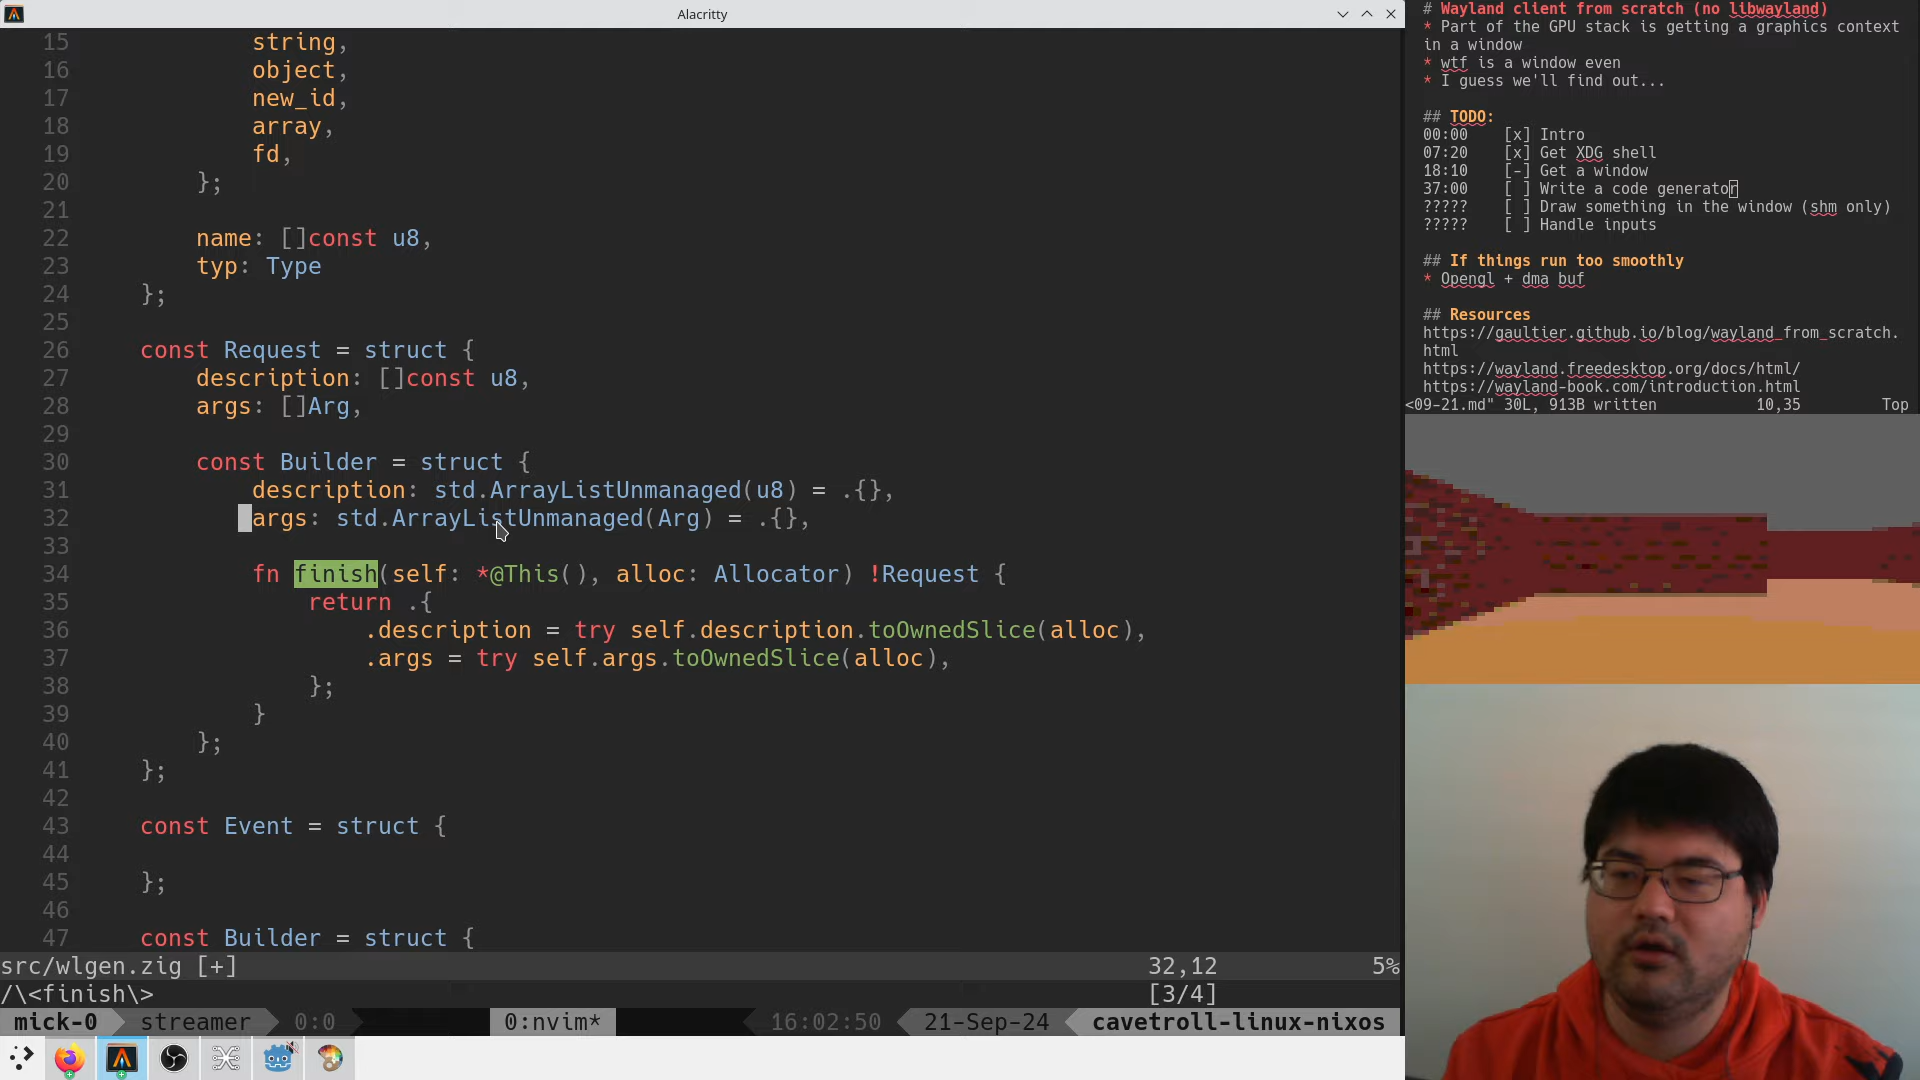 Alacritty
15 string,
16 object,
17 new_id,
18 array,
19 fd,
20 };
21
22 name: []const u8,
23 typ: Type
24 };
25
26 const Request = struct {
27 description: []const u8,
28 args: []Arg,
29
30 const Builder = struct {
31 description: std.ArrayListUnmanaged(u8) = .{},
32 args: std.ArrayListUnmanaged(Arg) = .{},
33
34 fn finish(self: *@This(), alloc: Allocator) !Request {
35 return .{
36 .description = try self.description.toOwnedSlice(alloc),
37 .args = try self.args.toOwnedSlice(alloc),
38 };
39 }
40 };
41 };
42
43 const Event = struct {
44
45 };
46
47 const Builder = struct {
src/wlgen.zig [+] 32,12 5%
/\<finish\> [3/4]
mick-0 streamer 0:0 0:nvim* 16:02:50 21-Sep-24 cavetroll-linux-nixos
# Wayland client from scratch (no libwayland)
* Part of the GPU stack is getting a graphics context
in a window
* wtf is a window even
* I guess we'll find out...
## TODO:
00:00 [x] Intro
07:20 [x] Get XDG shell
18:10 [-] Get a window
37:00 [ ] Write a code generator
????? [ ] Draw something in the window (shm only)
????? [ ] Handle inputs
## If things run too smoothly
* Opengl + dma buf
## Resources
https://gaultier.github.io/blog/wayland_from_scratch.
html
https://wayland.freedesktop.org/docs/html/
https://wayland-book.com/introduction.html
<09-21.md" 30L, 913B written 10,35 Top